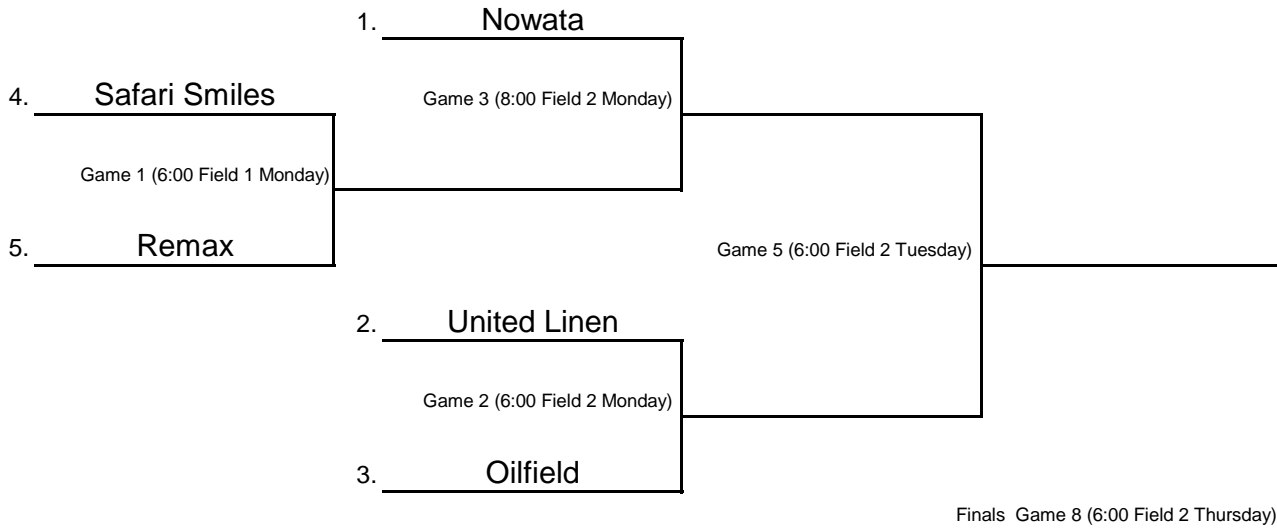 1. Nowata
4. Safari Smiles
Game 3 (8:00 Field 2 Monday)
Game 1 (6:00 Field 1 Monday)
5. Remax
Game 5 (6:00 Field 2 Tuesday)
2. United Linen
Game 2 (6:00 Field 2 Monday)
3. Oilfield
Finals Game 8 (6:00 Field 2 Thursday)